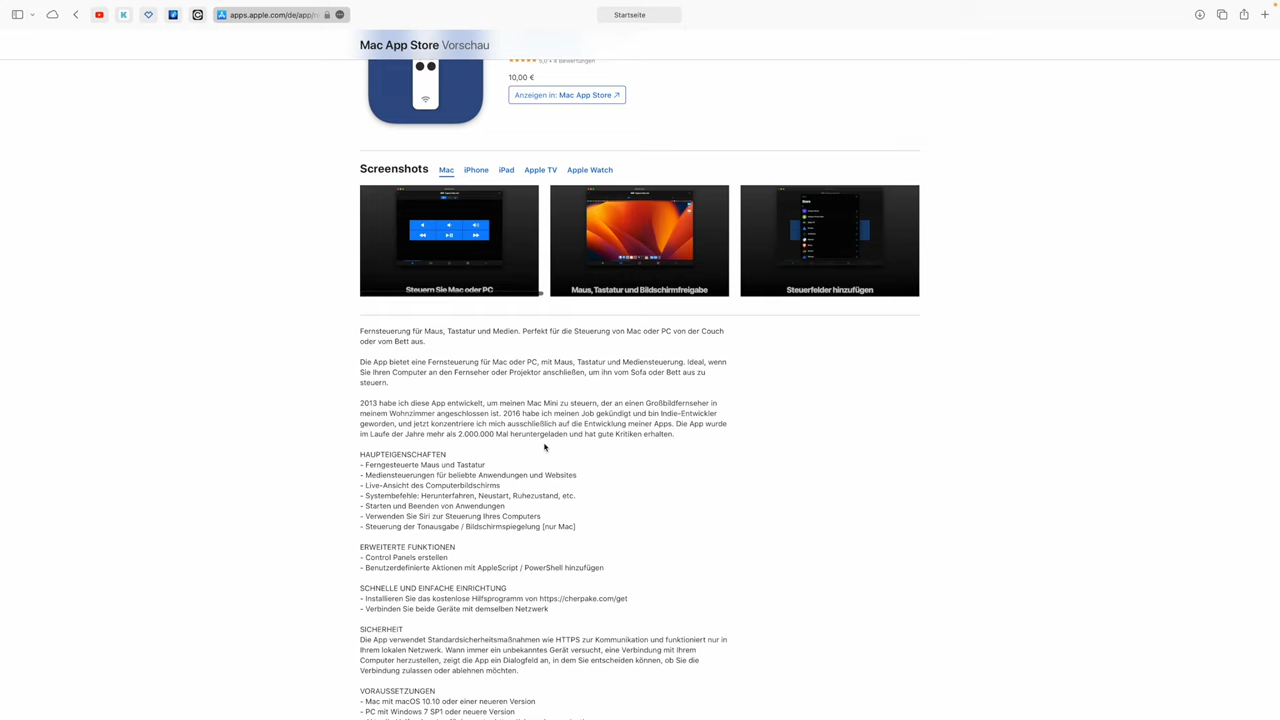 apps.apple.com/de/app/re
Startseite
Mac App Store Vorschau
5,0 • 4 Bewertungen
10,00 €
Anzeigen in: Mac App Store ↗
Screenshots Mac iPhone iPad Apple TV Apple Watch
Steuern Sie Mac oder PC
Maus, Tastatur und Bildschirmfreigabe
Steuerfelder hinzufügen
Fernsteuerung für Maus, Tastatur und Medien. Perfekt für die Steuerung von Mac oder PC von der Couch
oder vom Bett aus.
Die App bietet eine Fernsteuerung für Mac oder PC, mit Maus, Tastatur und Mediensteuerung. Ideal, wenn
Sie Ihren Computer an den Fernseher oder Projektor anschließen, um ihn vom Sofa oder Bett aus zu
steuern.
2013 habe ich diese App entwickelt, um meinen Mac Mini zu steuern, der an einen Großbildfernseher in
meinem Wohnzimmer angeschlossen ist. 2016 habe ich meinen Job gekündigt und bin Indie-Entwickler
geworden, und jetzt konzentriere ich mich ausschließlich auf die Entwicklung meiner Apps. Die App wurde
im Laufe der Jahre mehr als 2.000.000 Mal heruntergeladen und hat gute Kritiken erhalten.
HAUPTEIGENSCHAFTEN
- Ferngesteuerte Maus und Tastatur
- Mediensteuerungen für beliebte Anwendungen und Websites
- Live-Ansicht des Computerbildschirms
- Systembefehle: Herunterfahren, Neustart, Ruhezustand, etc.
- Starten und Beenden von Anwendungen
- Verwenden Sie Siri zur Steuerung Ihres Computers
- Steuerung der Tonausgabe / Bildschirmspiegelung [nur Mac]
ERWEITERTE FUNKTIONEN
- Control Panels erstellen
- Benutzerdefinierte Aktionen mit AppleScript / PowerShell hinzufügen
SCHNELLE UND EINFACHE EINRICHTUNG
- Installieren Sie das kostenlose Hilfsprogramm von https://cherpake.com/get
- Verbinden Sie beide Geräte mit demselben Netzwerk
SICHERHEIT
Die App verwendet Standardsicherheitsmaßnahmen wie HTTPS zur Kommunikation und funktioniert nur in
Ihrem lokalen Netzwerk. Wann immer ein unbekanntes Gerät versucht, eine Verbindung mit Ihrem
Computer herzustellen, zeigt die App ein Dialogfeld an, in dem Sie entscheiden können, ob Sie die
Verbindung zulassen oder ablehnen möchten.
VORAUSSETZUNGEN
- Mac mit macOS 10.10 oder einer neueren Version
- PC mit Windows 7 SP1 oder neuere Version